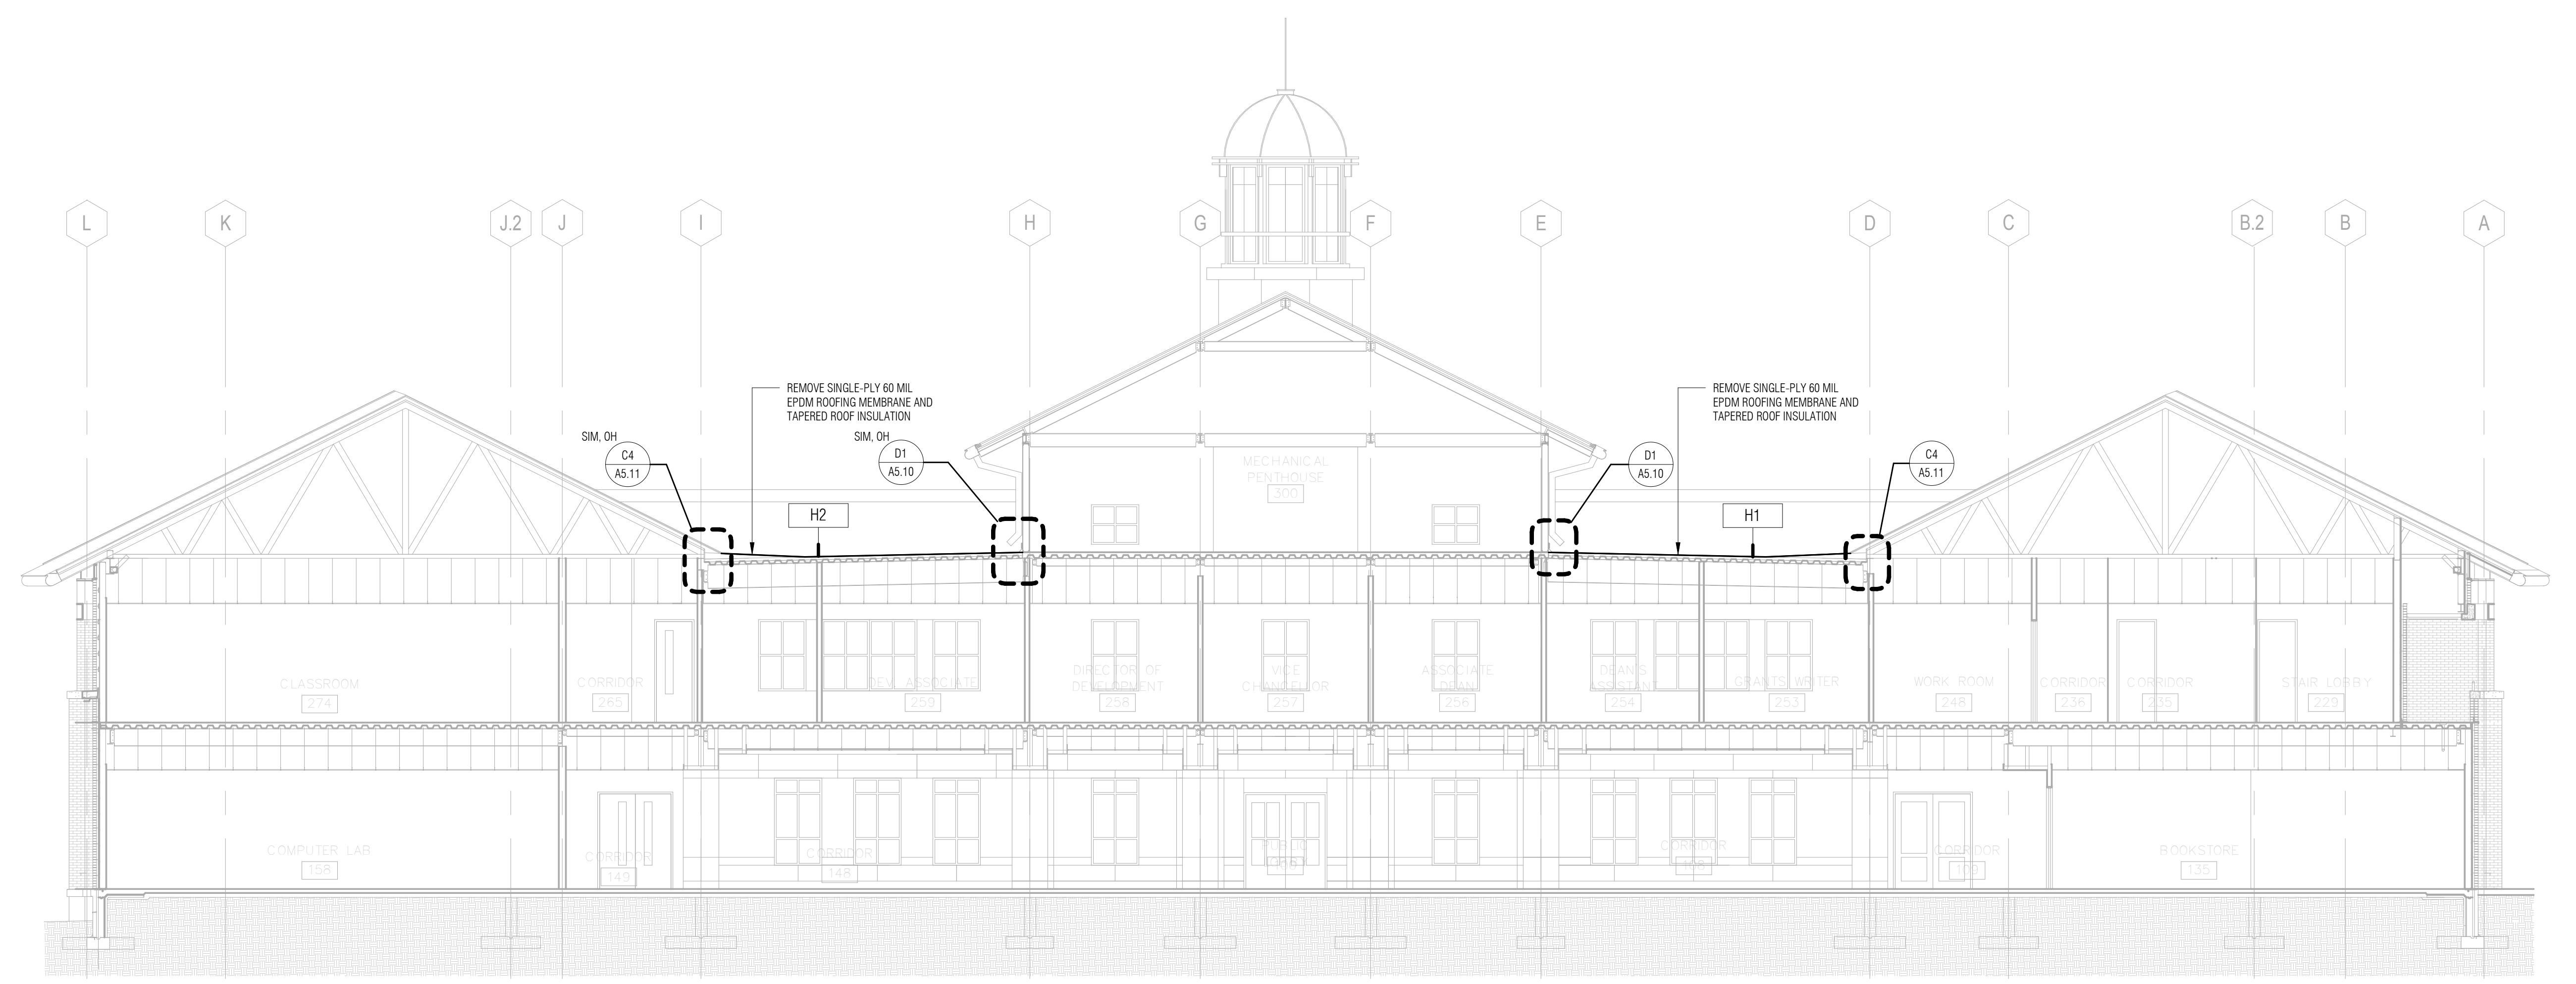 L
K
J.2
J
I
H
G
F
E
D
C
B.2
B
A
REMOVE SINGLE-PLY 60 MIL
EPDM ROOFING MEMBRANE AND
TAPERED ROOF INSULATION
REMOVE SINGLE-PLY 60 MIL
EPDM ROOFING MEMBRANE AND
TAPERED ROOF INSULATION
SIM, OH
C4
A5.11
SIM, OH
D1
A5.10
D1
A5.10
C4
A5.11
MECHANICAL
PENTHOUSE
300
H2
H1
CLASSROOM
274
CORRIDOR
265
DEV. ASSOCIATE
259
DIRECTOR OF
DEVELOPMENT
258
VICE
CHANCELLOR
257
ASSOCIATE
DEAN
256
DEAN'S
ASSISTANT
254
GRANTS WRITER
253
WORK ROOM
248
CORRIDOR
236
CORRIDOR
235
STAIR LOBBY
229
COMPUTER LAB
158
CORRIDOR
149
CORRIDOR
148
PUBLIC
CORRIDOR
CORRIDOR
BOOKSTORE
135